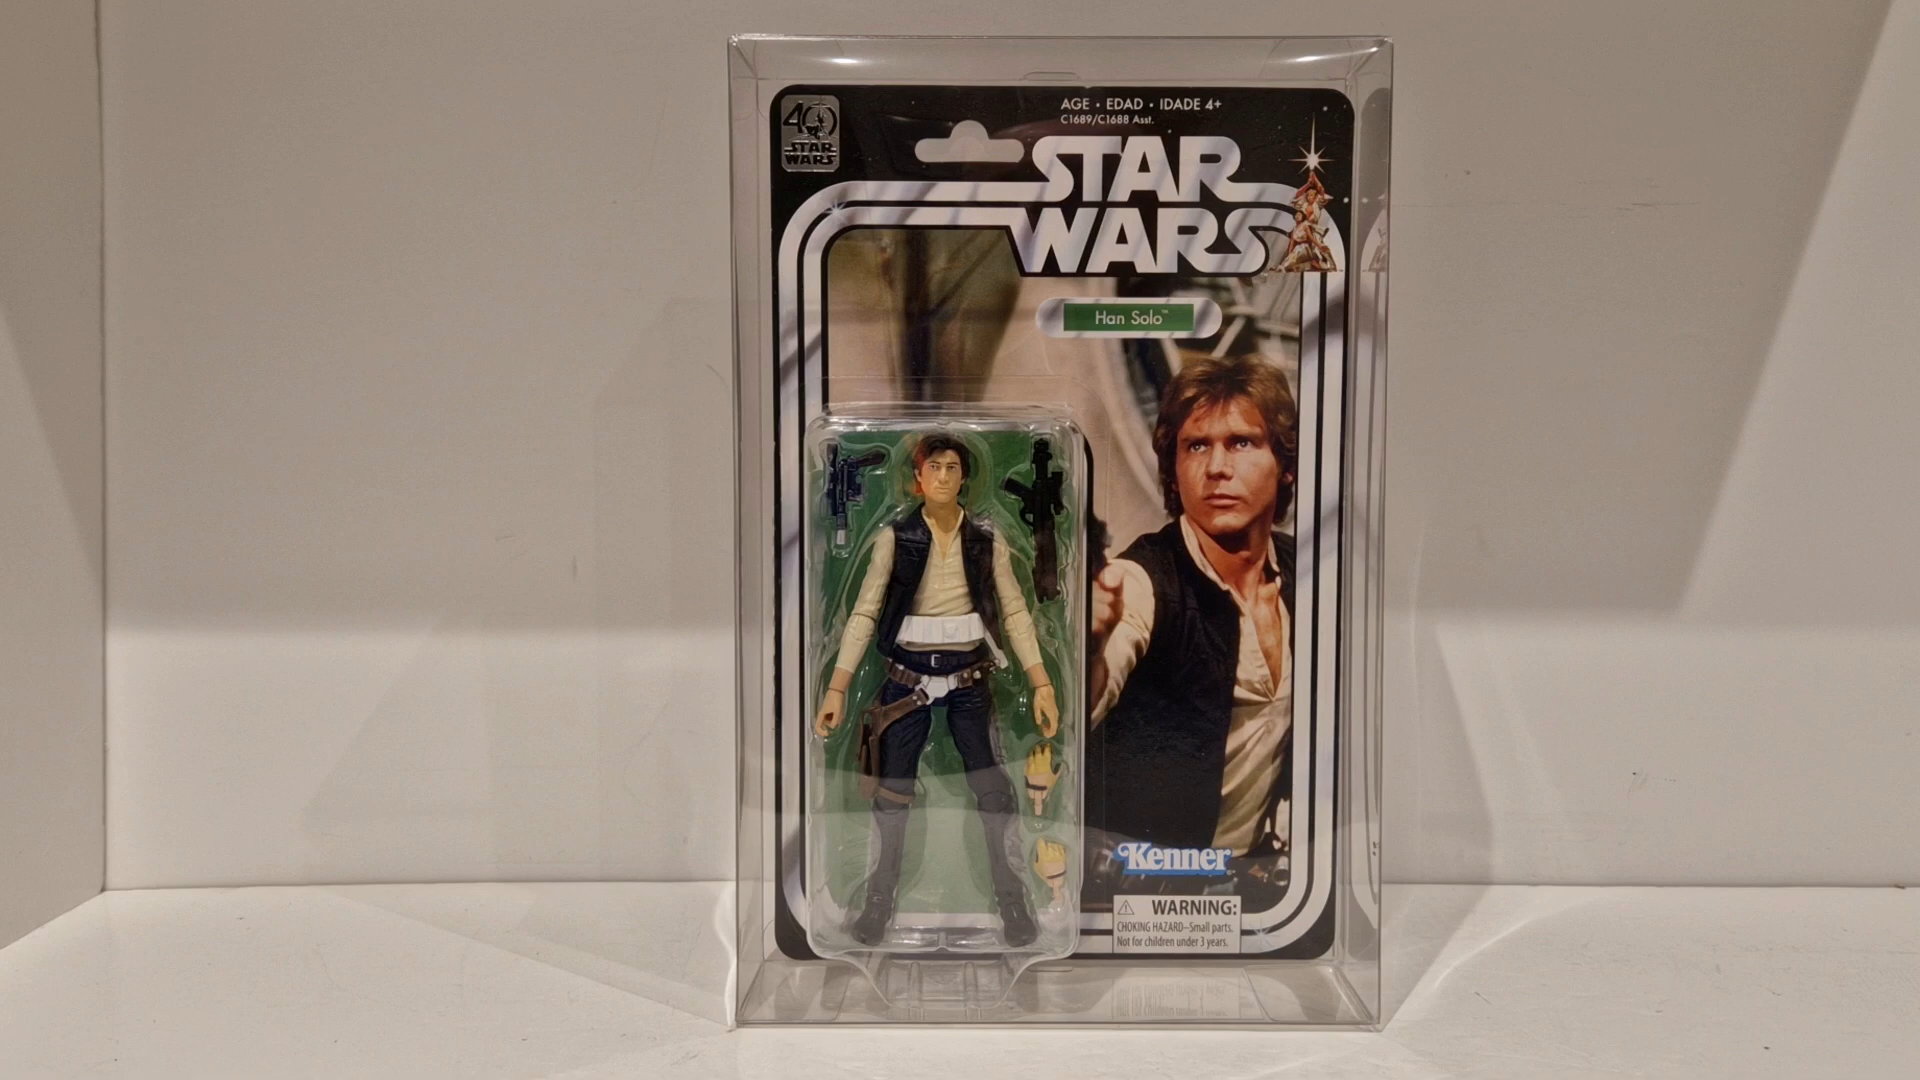 40
STAR
WARS
AGE • EDAD • IDADE 4+
C1689/C1688 Asst.
STAR
WARS
Han Solo™
Kenner
⚠ WARNING:
CHOKING HAZARD–Small parts.
Not for children under 3 years.